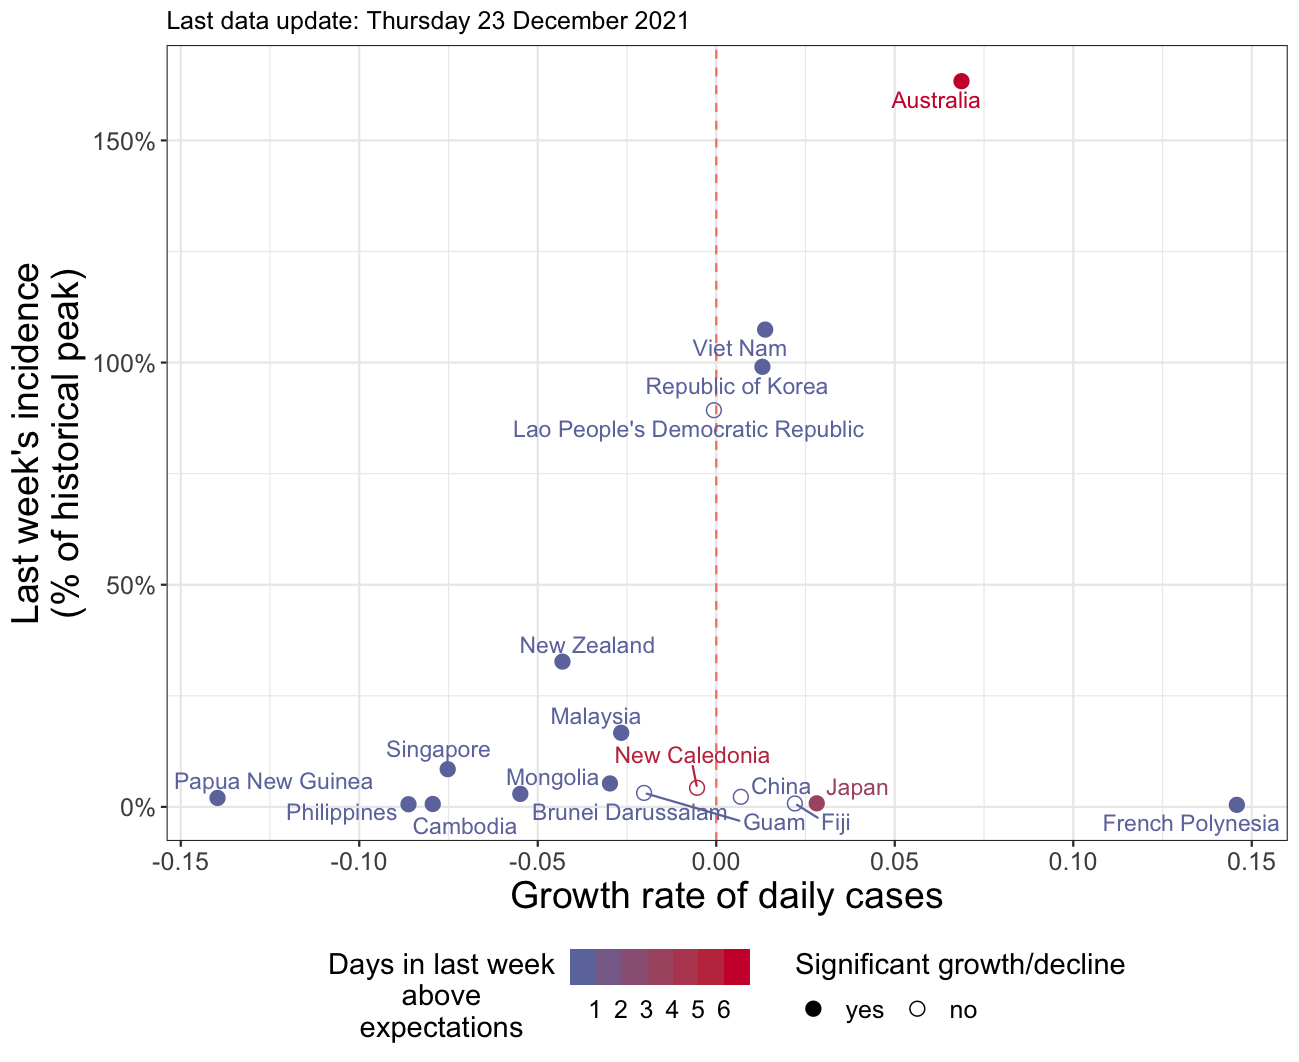 Last data update: Thursday 23 December 2021
Last week's incidence
(% of historical peak)
150%
100%
50%
0%
Australia
Viet Nam
Republic of Korea
Lao People's Democratic Republic
New Zealand
Malaysia
Singapore
New Caledonia
Papua New Guinea
Mongolia
China
Japan
Philippines
Brunei Darussalam
Cambodia
Guam
Fiji
French Polynesia
-0.15
-0.10
-0.05
0.00
0.05
0.10
0.15
Growth rate of daily cases
Days in last week
above
expectations
1 2 3 4 5 6
Significant growth/decline
yes
no